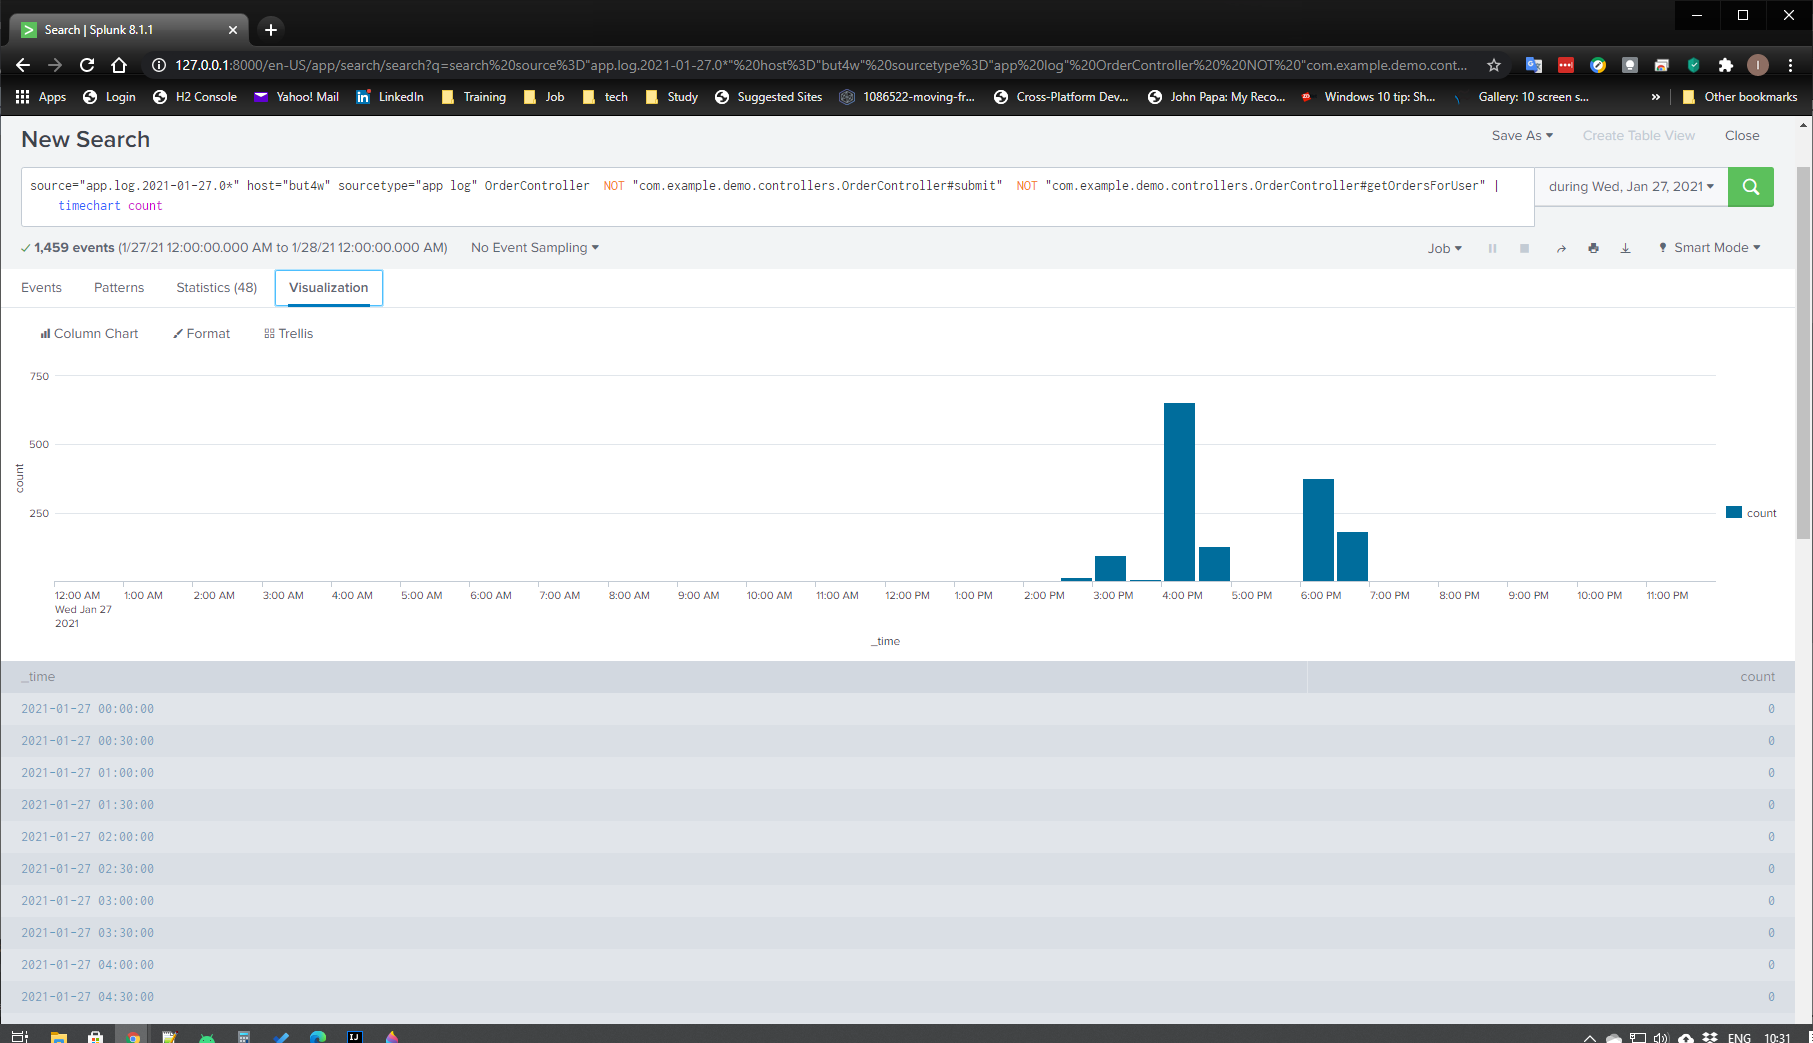 Search | Splunk 8.1.1
127.0.0.1:8000/en-US/app/search/search?q=search%20source%3D"app.log.2021-01-27.0*"%20host%3D"but4w"%20sourcetype%3D"app%20log"%20OrderController%20%20NOT%20"com.example.demo.cont...
Apps Login H2 Console Yahoo! Mail LinkedIn Training Job tech Study Suggested Sites 1086522-moving-fr... Cross-Platform Dev... John Papa: My Reco... Windows 10 tip: Sh... Gallery: 10 screen s... » Other bookmarks
New Search
Save As Create Table View Close
source="app.log.2021-01-27.0*" host="but4w" sourcetype="app log" OrderController  NOT "com.example.demo.controllers.OrderController#submit"  NOT "com.example.demo.controllers.OrderController#getOrdersForUser" |
timechart count
during Wed, Jan 27, 2021
1,459 events (1/27/21 12:00:00.000 AM to 1/28/21 12:00:00.000 AM) No Event Sampling
Job Smart Mode
Events Patterns Statistics (48) Visualization
Column Chart Format Trellis
750
500
250
count
count
12:00 AM 1:00 AM 2:00 AM 3:00 AM 4:00 AM 5:00 AM 6:00 AM 7:00 AM 8:00 AM 9:00 AM 10:00 AM 11:00 AM 12:00 PM 1:00 PM 2:00 PM 3:00 PM 4:00 PM 5:00 PM 6:00 PM 7:00 PM 8:00 PM 9:00 PM 10:00 PM 11:00 PM
Wed Jan 27
2021
_time
_time count
2021-01-27 00:00:00 0
2021-01-27 00:30:00 0
2021-01-27 01:00:00 0
2021-01-27 01:30:00 0
2021-01-27 02:00:00 0
2021-01-27 02:30:00 0
2021-01-27 03:00:00 0
2021-01-27 03:30:00 0
2021-01-27 04:00:00 0
2021-01-27 04:30:00 0
IJ ENG 10:31